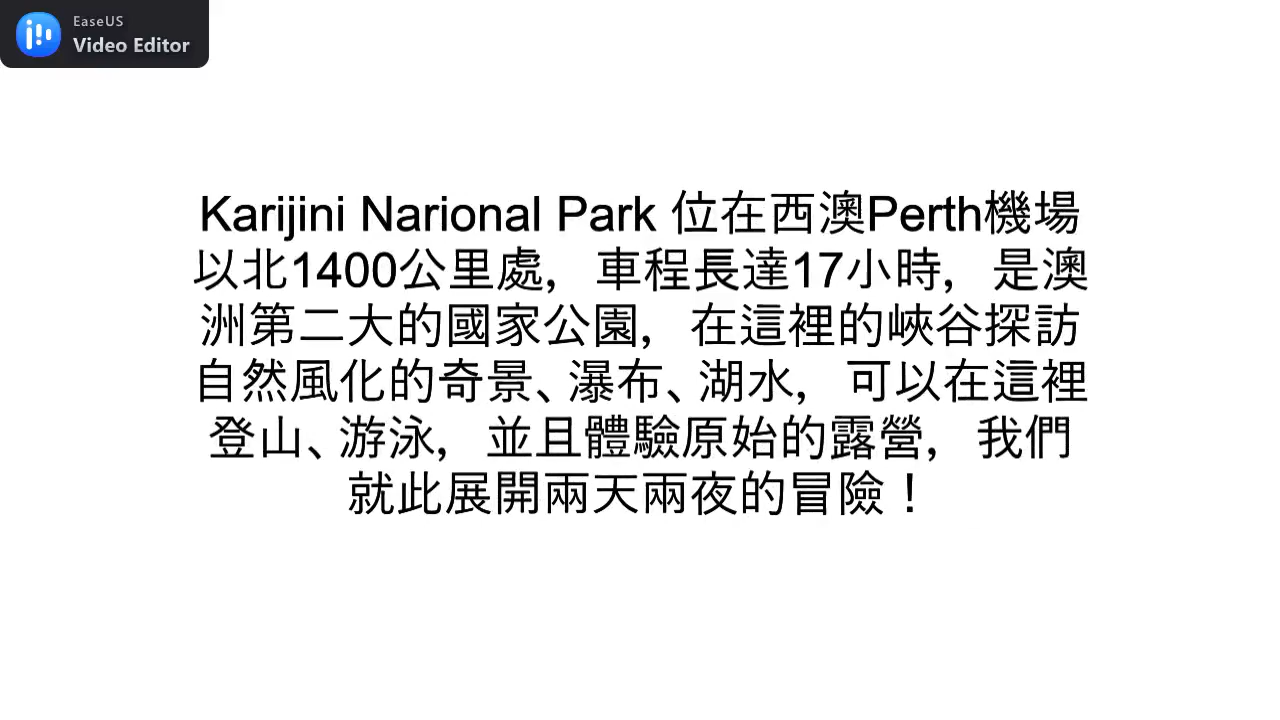 EaseUS
Video Editor
Karijini Narional Park 位在西澳Perth機場
以北1400公里處，車程長達17小時，是澳
洲第二大的國家公園，在這裡的峽谷探訪
自然風化的奇景、瀑布、湖水，可以在這裡
登山、游泳，並且體驗原始的露營，我們
就此展開兩天兩夜的冒險！